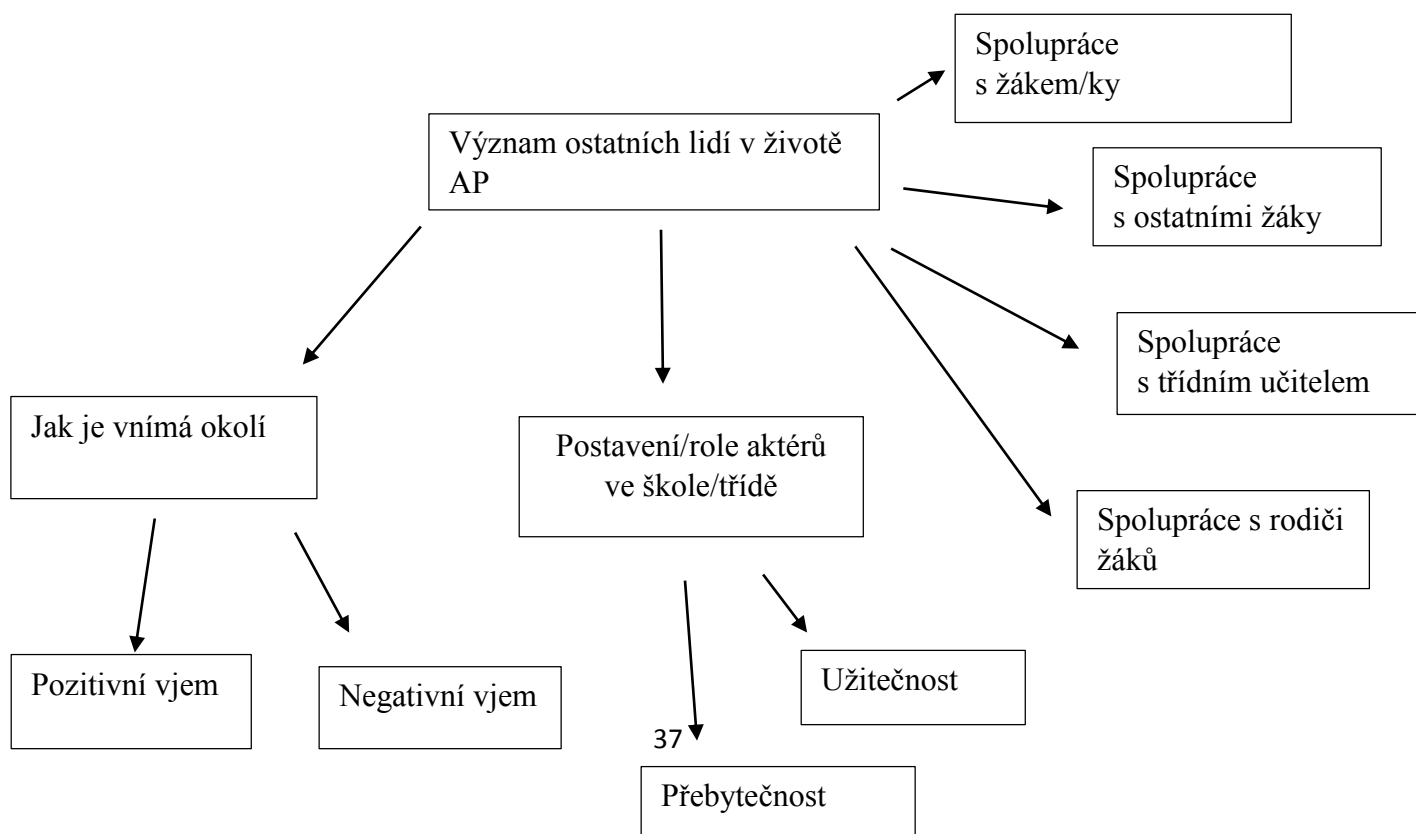 Spolupráce
s žákem/ky
Význam ostatních lidí v životě
AP
Spolupráce
s ostatními žáky
Spolupráce
s třídním učitelem
Jak je vnímá okolí
Postavení/role aktérů
ve škole/třídě
Spolupráce s rodiči
žáků
Pozitivní vjem
Negativní vjem
Užitečnost
37
Přebytečnost